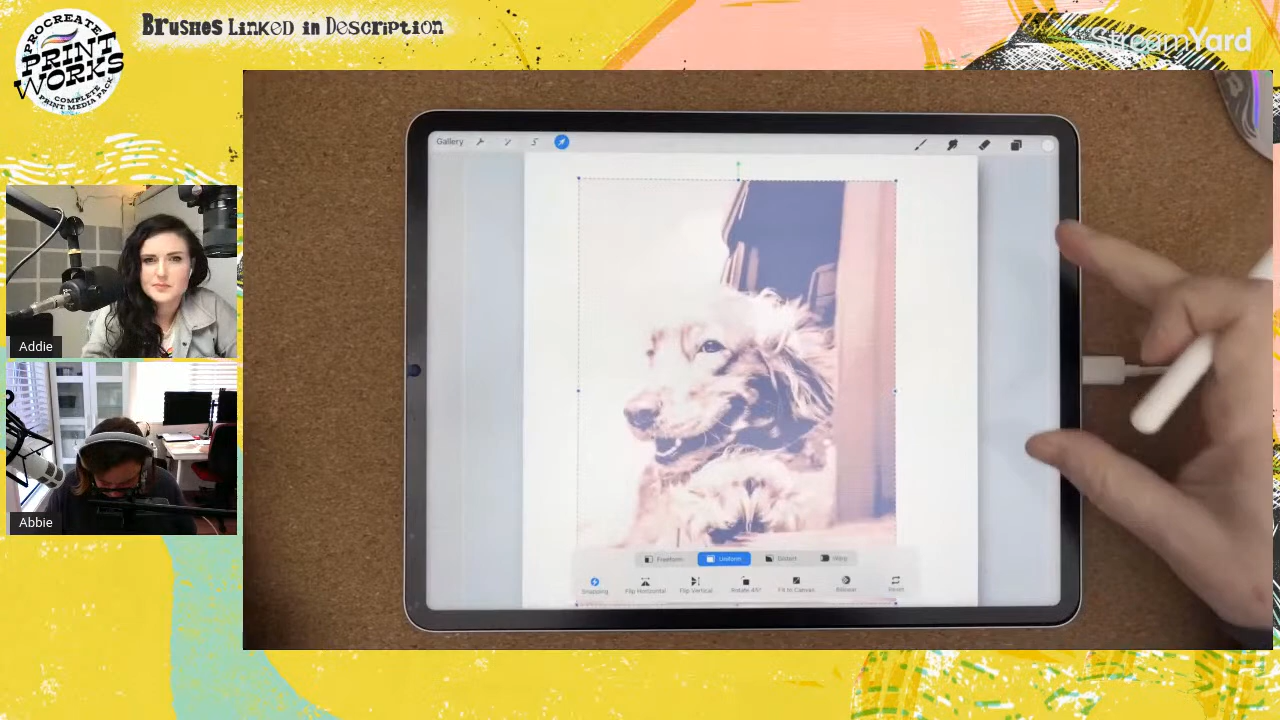 BRUSHES LINKED IN DESCRIPTION
StreamYard
PROCREATE
PRINT
WORKS
COMPLETE
PRINT MEDIA PACK
Gallery
Addie
Abbie
Freeform
Uniform
Distort
Warp
Snapping
Flip Horizontal
Flip Vertical
Rotate 45°
Fit to Canvas
Bilinear
Reset